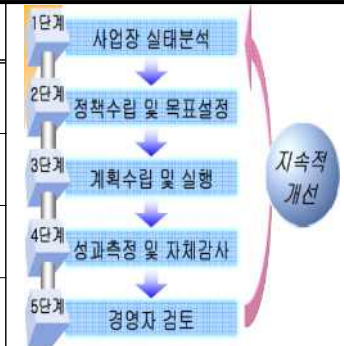 1단계
사업장 실태분석
2단계
정책수립 및 목표설정
3단계
계획수립 및 실행
4단계
성과측정 및 자체감사
5단계
경영자 검토
지속적
개선